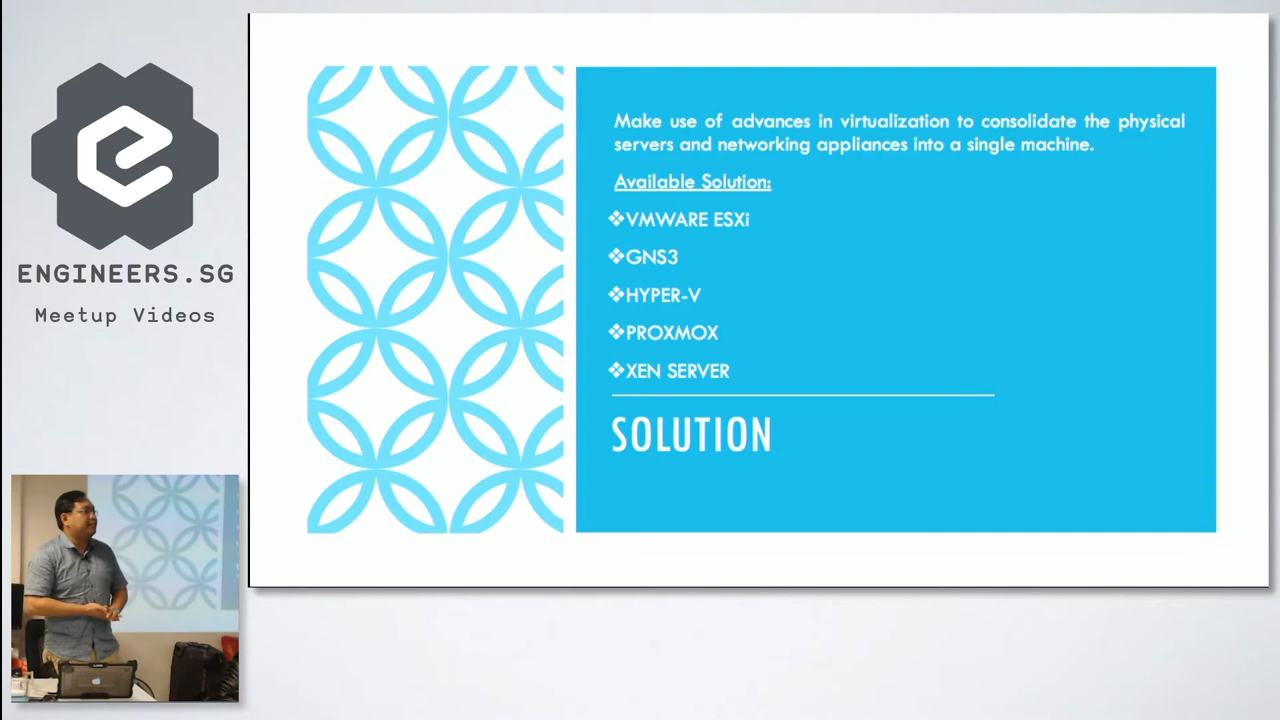 ENGINEERS.SG
Meetup Videos
Make use of advances in virtualization to consolidate the physical
servers and networking appliances into a single machine.
Available Solution:
❖VMWARE ESXi
❖GNS3
❖HYPER-V
❖PROXMOX
❖XEN SERVER
SOLUTION